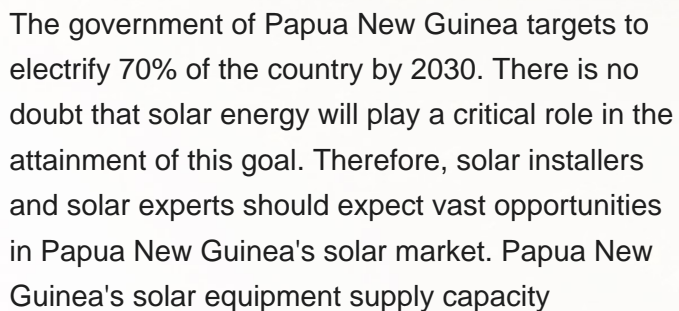 The government of Papua New Guinea targets to
electrify 70% of the country by 2030. There is no
doubt that solar energy will play a critical role in the
attainment of this goal. Therefore, solar installers
and solar experts should expect vast opportunities
in Papua New Guinea's solar market. Papua New
Guinea's solar equipment supply capacity